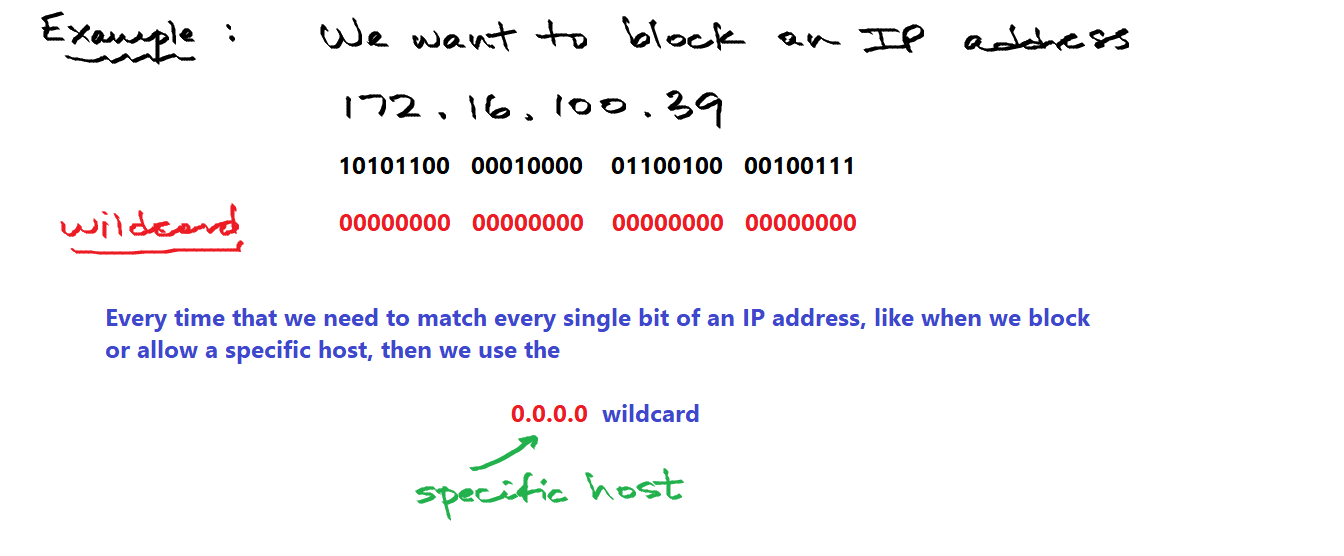 Example : We want to block an IP address
172.16.100.39
10101100 00010000 01100100 00100111
wildcard 00000000 00000000 00000000 00000000
Every time that we need to match every single bit of an IP address, like when we block
or allow a specific host, then we use the
0.0.0.0 wildcard
specific host